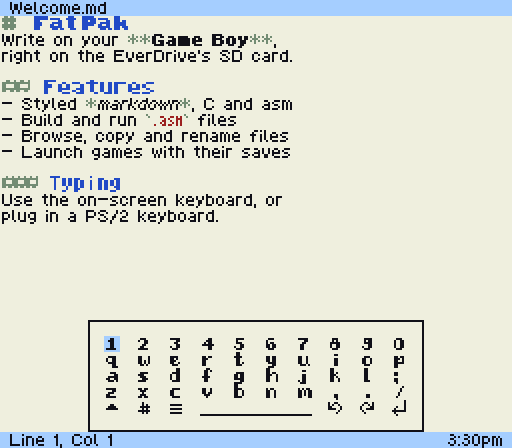 Welcome.md
# FatPak
Write on your **Game Boy**,
right on the EverDrive's SD card.
## Features
- Styled *markdown*, C and asm
- Build and run `.asm` files
- Browse, copy and rename files
- Launch games with their saves
### Typing
Use the on-screen keyboard, or
plug in a PS/2 keyboard.
1 2 3 4 5 6 7 8 9 0
q w e r t y u i o p
a s d f g h j k l ;
z x c v b n m , . /
#
Line 1, Col 1 3:30pm